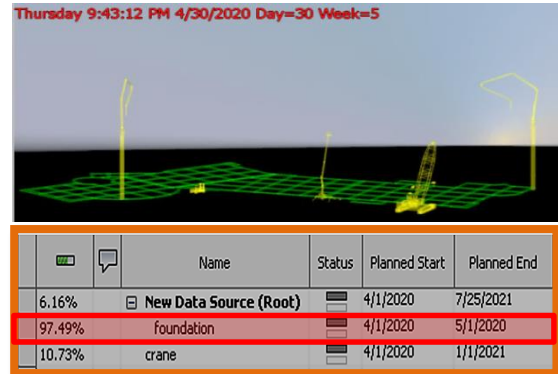 Thursday 9:43:12 PM 4/30/2020 Day=30 Week=5
Name Status Planned Start Planned End
6.16% New Data Source (Root) 4/1/2020 7/25/2021
97.49% foundation 4/1/2020 5/1/2020
10.73% crane 4/1/2020 1/1/2021